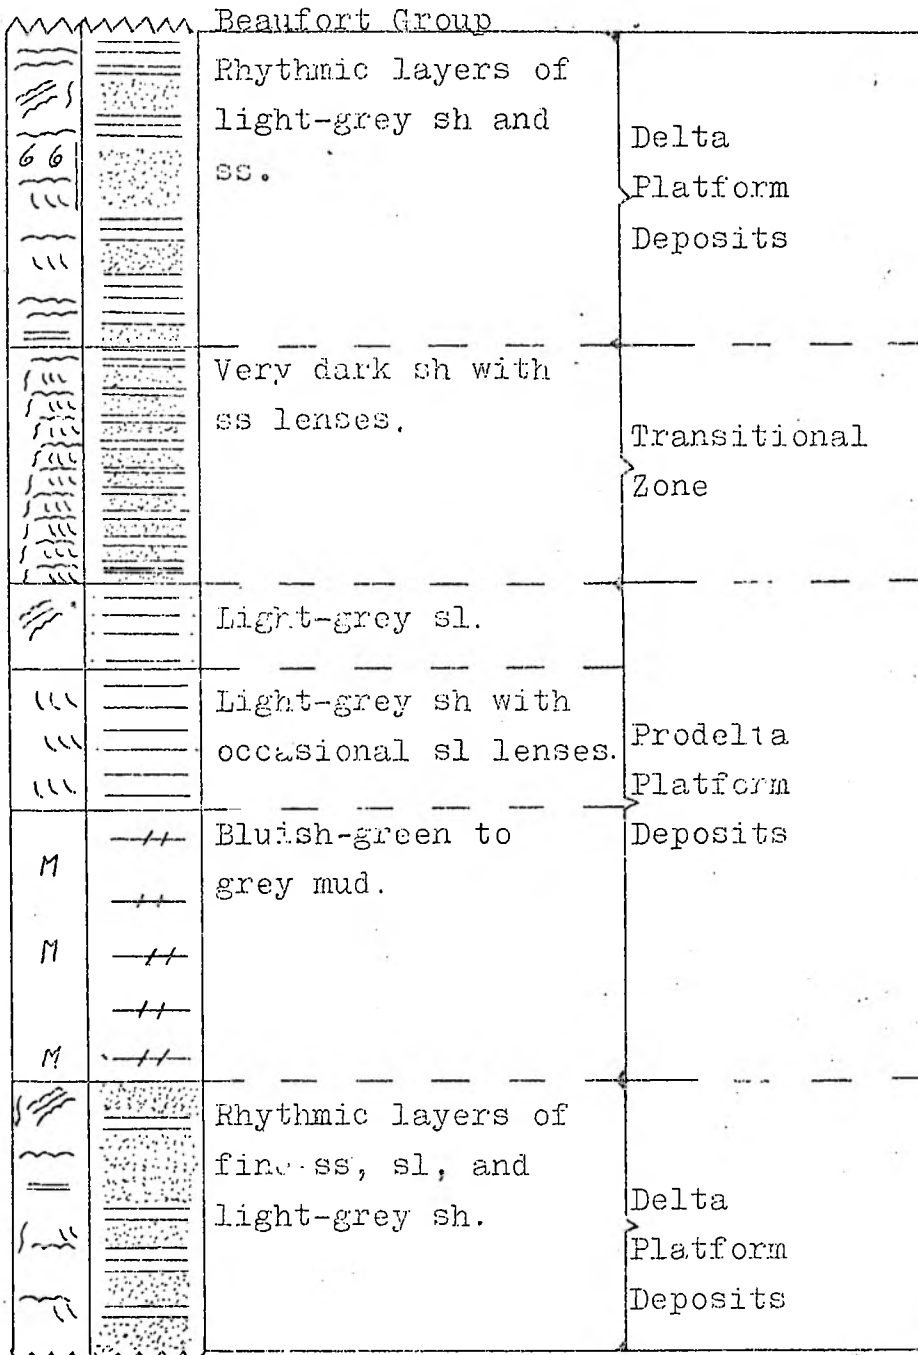 Beaufort Group
Rhythmic layers of
light-grey sh and
ss.
Delta
Platform
Deposits
6 6
Very dark sh with
ss lenses.
Transitional
Zone
Light-grey sl.
Light-grey sh with
occasional sl lenses.
Prodelta
Platform
Deposits
Bluish-green to
grey mud.
M
M
M
Rhythmic layers of
fine ss, sl, and
light-grey sh.
Delta
Platform
Deposits